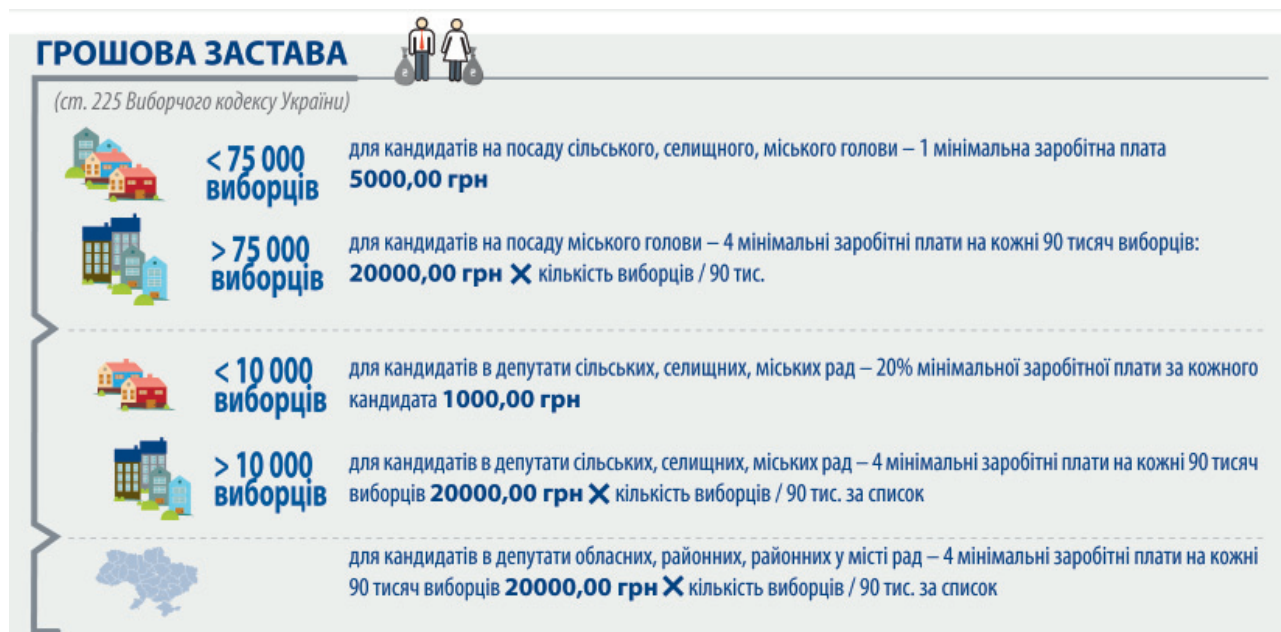 ГРОШОВА ЗАСТАВА
(ст. 225 Виборчого кодексу України)
< 75 000
виборців
для кандидатів на посаду сільського, селищного, міського голови – 1 мінімальна заробітна плата
5000,00 грн
> 75 000
виборців
для кандидатів на посаду міського голови – 4 мінімальні заробітні плати на кожні 90 тисяч виборців:
20000,00 грн × кількість виборців / 90 тис.
< 10 000
виборців
для кандидатів в депутати сільських, селищних, міських рад – 20% мінімальної заробітної плати за кожного
кандидата 1000,00 грн
> 10 000
виборців
для кандидатів в депутати сільських, селищних, міських рад – 4 мінімальні заробітні плати на кожні 90 тисяч
виборців 20000,00 грн × кількість виборців / 90 тис. за список
для кандидатів в депутати обласних, районних, районних у місті рад – 4 мінімальні заробітні плати на кожні
90 тисяч виборців 20000,00 грн × кількість виборців / 90 тис. за список